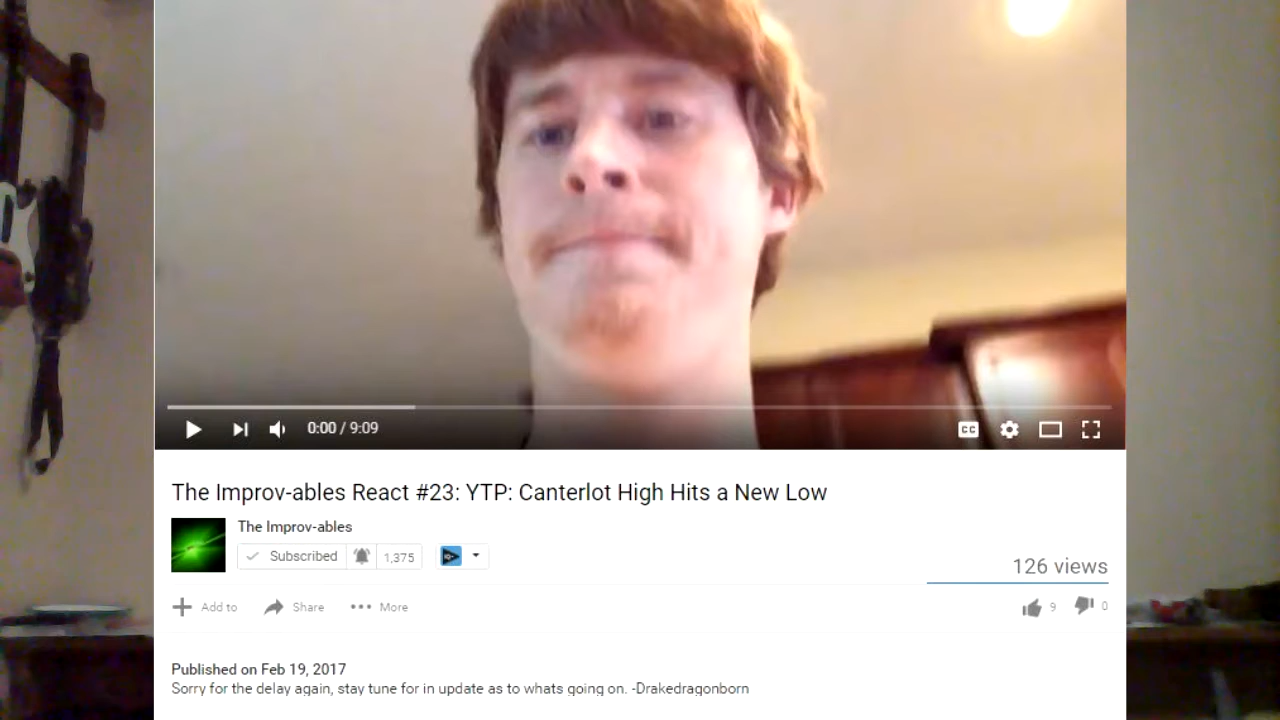 0:00 / 9:09
CC
The Improv-ables React #23: YTP: Canterlot High Hits a New Low
The Improv-ables
Subscribed 1,375
126 views
Add to Share More 9 0
Published on Feb 19, 2017
Sorry for the delay again, stay tune for in update as to whats going on. -Drakedragonborn